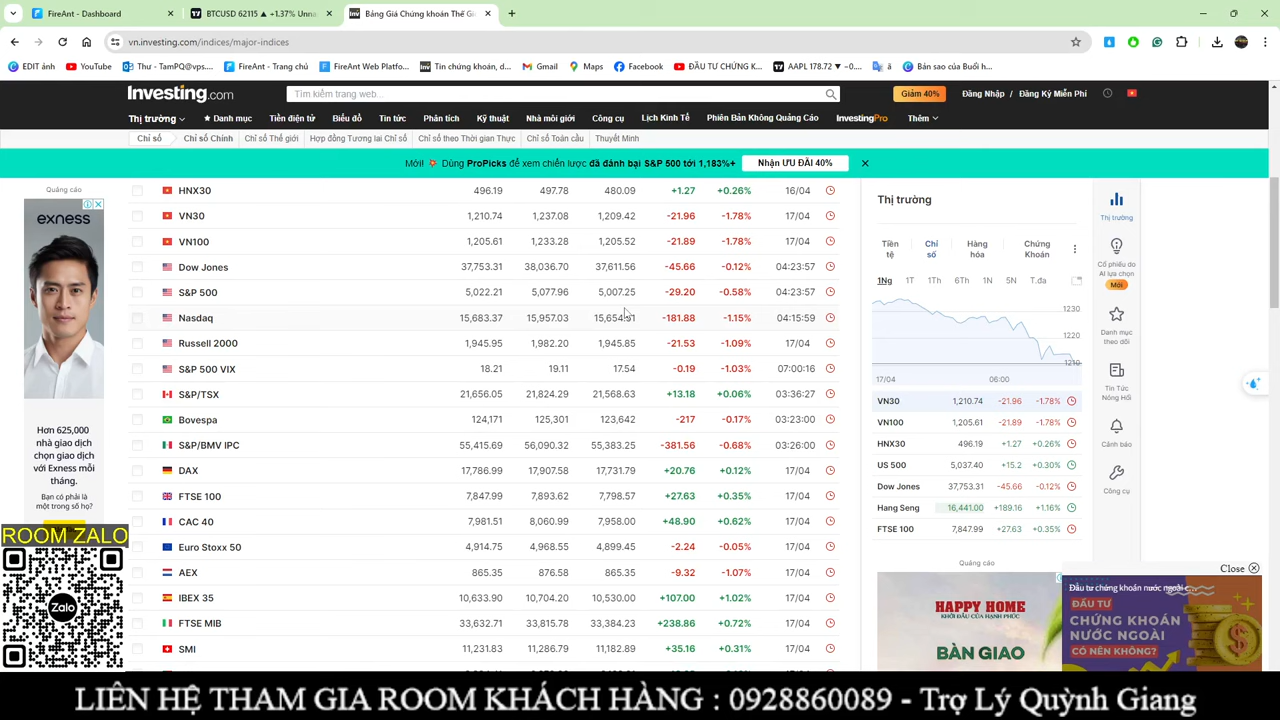 FireAnt - Dashboard
BTCUSD 62115 ▲ +1.37% Unna
Bảng Giá Chứng khoán Thế Gi
vn.investing.com/indices/major-indices
EDIT ảnh YouTube Thư - TamPQ@vps.... FireAnt - Trang chủ FireAnt Web Platfo... Tin chứng khoán, d... Gmail Maps Facebook ĐẦU TƯ CHỨNG K... AAPL 178.72 ▼ −0.... ă Bản sao của Buổi h...
Investing.com Tìm kiếm trang web... Giảm 40% Đăng Nhập / Đăng Ký Miễn Phí
Thị trường Danh mục Tiền điện tử Biểu đồ Tin tức Phân tích Kỹ thuật Nhà môi giới Công cụ Lịch Kinh Tế Phiên Bản Không Quảng Cáo InvestingPro Thêm
Chỉ số Chỉ số Chính Chỉ số Thế giới Hợp đồng Tương lai Chỉ số Chỉ số theo Thời gian Thực Chỉ số Toàn cầu Thuyết Minh
Mới! Dùng ProPicks để xem chiến lược đã đánh bại S&P 500 tới 1,183%+ Nhận ƯU ĐÃI 40%
Quảng cáo
exness
Hơn 625,000
nhà giao dịch
chọn giao dịch
với Exness mỗi
tháng.
Bạn có phải là
một trong số họ?
HNX30 496.19 497.78 480.09 +1.27 +0.26% 16/04
VN30 1,210.74 1,237.08 1,209.42 -21.96 -1.78% 17/04
VN100 1,205.61 1,233.28 1,205.52 -21.89 -1.78% 17/04
Dow Jones 37,753.31 38,036.70 37,611.56 -45.66 -0.12% 04:23:57
S&P 500 5,022.21 5,077.96 5,007.25 -29.20 -0.58% 04:23:57
Nasdaq 15,683.37 15,957.03 -181.88 -1.15% 04:15:59
Russell 2000 1,945.95 1,982.20 1,945.85 -21.53 -1.09% 17/04
S&P 500 VIX 18.21 19.11 17.54 -0.19 -1.03% 07:00:16
S&P/TSX 21,656.05 21,824.29 21,568.63 +13.18 +0.06% 03:36:27
Bovespa 124,171 125,301 123,642 -217 -0.17% 03:23:00
S&P/BMV IPC 55,415.69 56,090.32 55,383.25 -381.56 -0.68% 03:26:00
DAX 17,786.99 17,907.58 17,731.79 +20.76 +0.12% 17/04
FTSE 100 7,847.99 7,893.62 7,798.57 +27.63 +0.35% 17/04
CAC 40 7,981.51 8,060.99 7,958.00 +48.90 +0.62% 17/04
Euro Stoxx 50 4,914.75 4,968.55 4,899.45 -2.24 -0.05% 17/04
AEX 865.35 876.58 865.35 -9.32 -1.07% 17/04
IBEX 35 10,633.90 10,704.20 10,530.00 +107.00 +1.02% 17/04
FTSE MIB 33,632.71 33,815.78 33,384.23 +238.86 +0.72% 17/04
SMI 11,231.83 11,286.79 11,182.89 +35.16 +0.31% 17/04
Thị trường
Tiền tệ Chỉ số Hàng hóa Chứng Khoán
1Ng 1T 1Th 6Th 1N 5N T.đa
1230
1220
1210
17/04 06:00
VN30 1,210.74 -21.96 -1.78%
VN100 1,205.61 -21.89 -1.78%
HNX30 496.19 +1.27 +0.26%
US 500 5,037.40 +15.2 +0.30%
Dow Jones 37,753.31 -45.66 -0.12%
Hang Seng 16,441.00 +189.16 +1.16%
FTSE 100 7,847.99 +27.63 +0.35%
Quảng cáo
HAPPY HOME
KHỞI ĐẦU CỦA HẠNH PHÚC
BÀN GIAO
Thị trường
Cổ phiếu do
AI lựa chọn
Mới
Danh mục
theo dõi
Tin Tức
Nóng Hổi
Cảnh báo
Công cụ
Close
Đầu tư chứng khoán nước ngoài c...
ĐẦU TƯ
CHỨNG KHOÁN
NƯỚC NGOÀI
CÓ NÊN KHÔNG?
ROOM ZALO
Zalo
LIÊN HỆ THAM GIA ROOM KHÁCH HÀNG : 0928860089 - Trợ Lý Quỳnh Giang